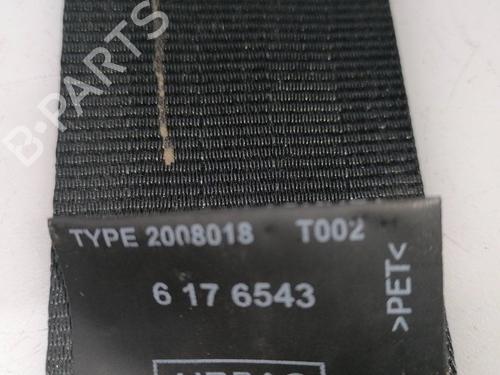 B-PARTS
TYPE 2008018 T002
6 17 6543
>PET<